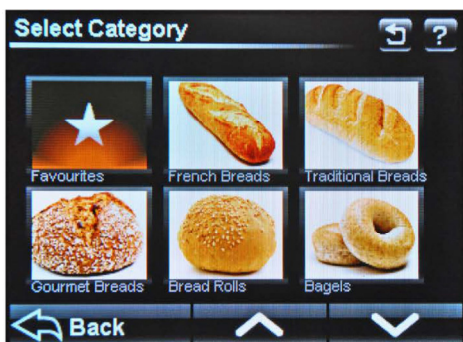 Select Category
?
Favourites
French Breads
Traditional Breads
Gourmet Breads
Bread Rolls
Bagels
Back